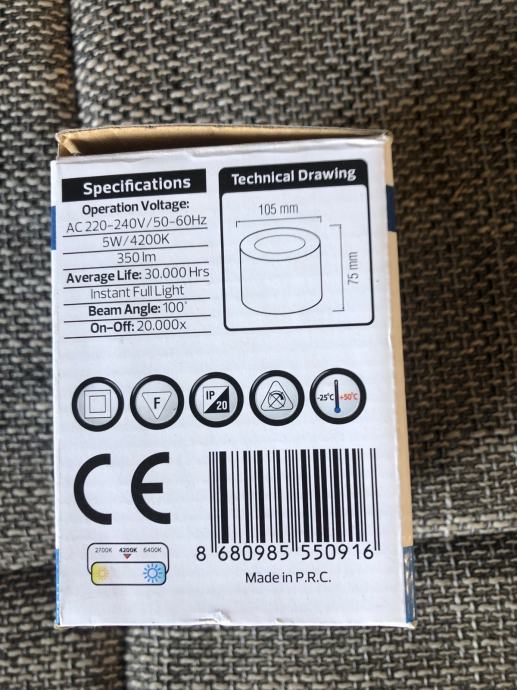 Specifications
Operation Voltage:
AC 220-240V/50-60Hz
5W/4200K
350 lm
Average Life: 30.000 Hrs
Instant Full Light
Beam Angle: 100°
On-Off: 20.000x
Technical Drawing
105 mm
75 mm
F
IP
20
-25°C +50°C
CE
2700K 4200K 6400K
8 680985 550916
Made in P.R.C.